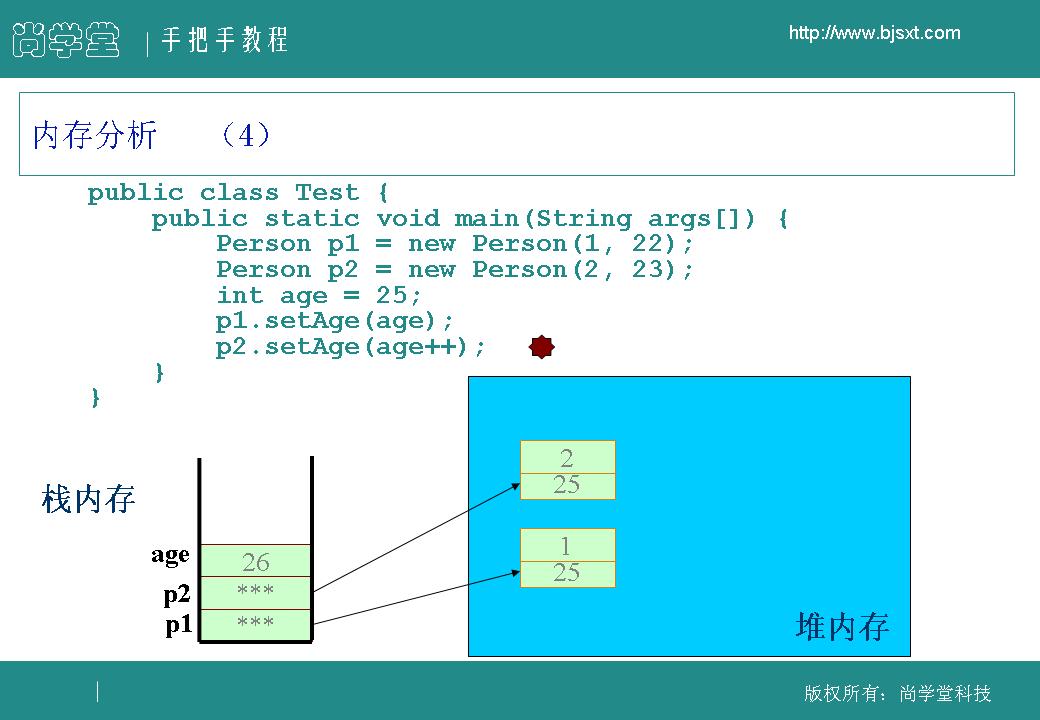 尚学堂 | 手把手教程
http://www.bjsxt.com
内存分析 （4）
public class Test {
public static void main(String args[]) {
Person p1 = new Person(1, 22);
Person p2 = new Person(2, 23);
int age = 25;
p1.setAge(age);
p2.setAge(age++);
}
}
栈内存
age 26
p2 ***
p1 ***
2
25
1
25
堆内存
版权所有：尚学堂科技